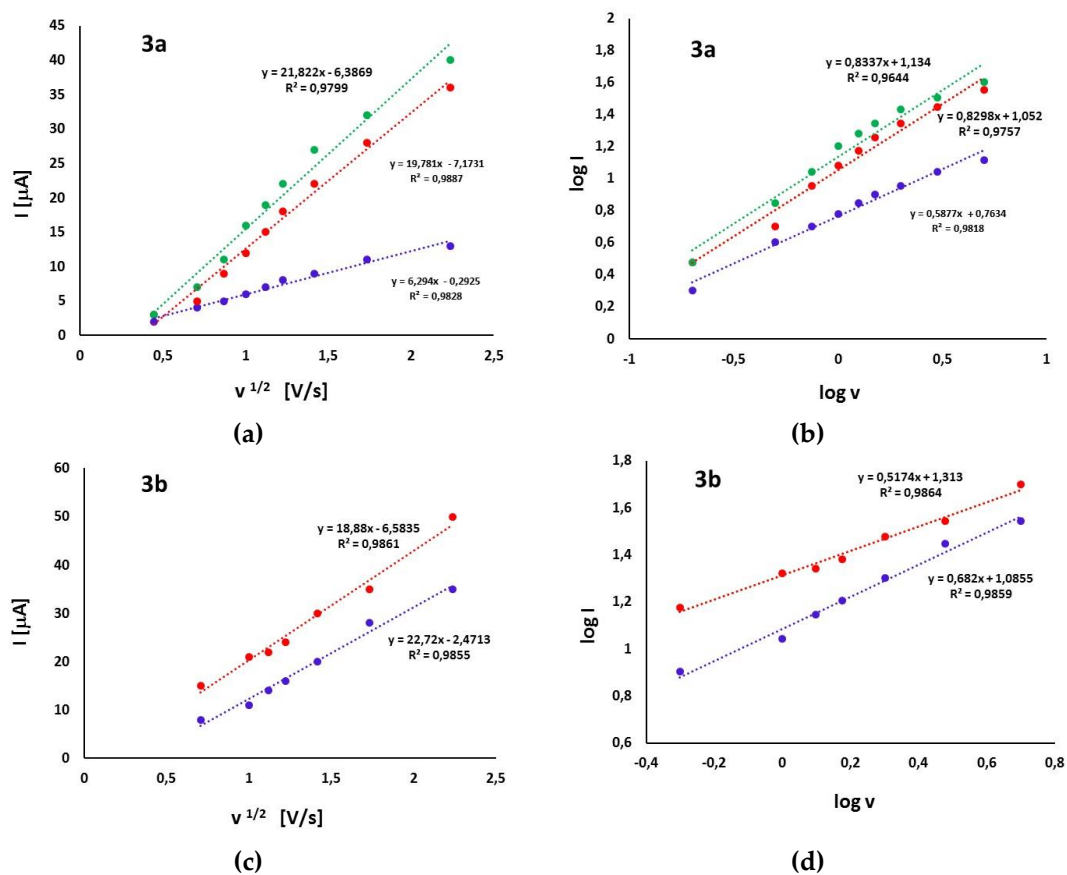 3a
y = 21,822x - 6,3869
R² = 0,9799
y = 19,781x - 7,1731
R² = 0,9887
y = 6,294x - 0,2925
R² = 0,9828
I [µA]
45
40
35
30
25
20
15
10
5
0
0
0,5
1
1,5
2
2,5
v 1/2 [V/s]
(a)
3a
y = 0,8337x + 1,134
R² = 0,9644
y = 0,8298x + 1,052
R² = 0,9757
y = 0,5877x + 0,7634
R² = 0,9818
log I
2
1,8
1,6
1,4
1,2
1
0,8
0,6
0,4
0,2
0
-1
-0,5
0
0,5
1
log v
(b)
3b
y = 18,88x - 6,5835
R² = 0,9861
y = 22,72x - 2,4713
R² = 0,9855
I [µA]
60
50
40
30
20
10
0
0
0,5
1
1,5
2
2,5
v 1/2 [V/s]
(c)
3b
y = 0,5174x + 1,313
R² = 0,9864
y = 0,682x + 1,0855
R² = 0,9859
log I
1,8
1,6
1,4
1,2
1
0,8
0,6
-0,4
-0,2
0
0,2
0,4
0,6
0,8
log v
(d)